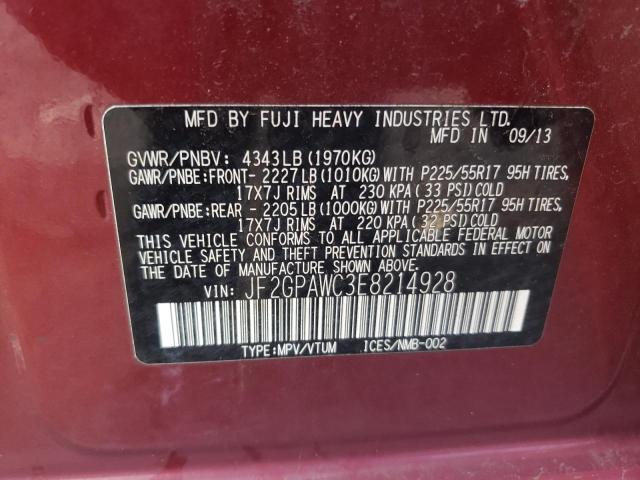 MFD BY FUJI HEAVY INDUSTRIES LTD.
MFD IN 09/13
GVWR/PNBV: 4343LB(1970KG)
GAWR/PNBE:FRONT- 2227LB(1010KG)WITH P225/55R17 95H TIRES,
17X7J RIMS AT 230 KPA(33 PSI)COLD
GAWR/PNBE:REAR - 2205LB(1000KG)WITH P225/55R17 95H TIRES,
17X7J RIMS AT 220 KPA(32 PSI)COLD
THIS VEHICLE CONFORMS TO ALL APPLICABLE FEDERAL MOTOR
VEHICLE SAFETY AND THEFT PREVENTION STANDARDS IN EFFECT ON
THE DATE OF MANUFACTURE SHOWN ABOVE.
VIN: JF2GPAWC3E8214928
TYPE:MPV/VTUM ICES/NMB-002